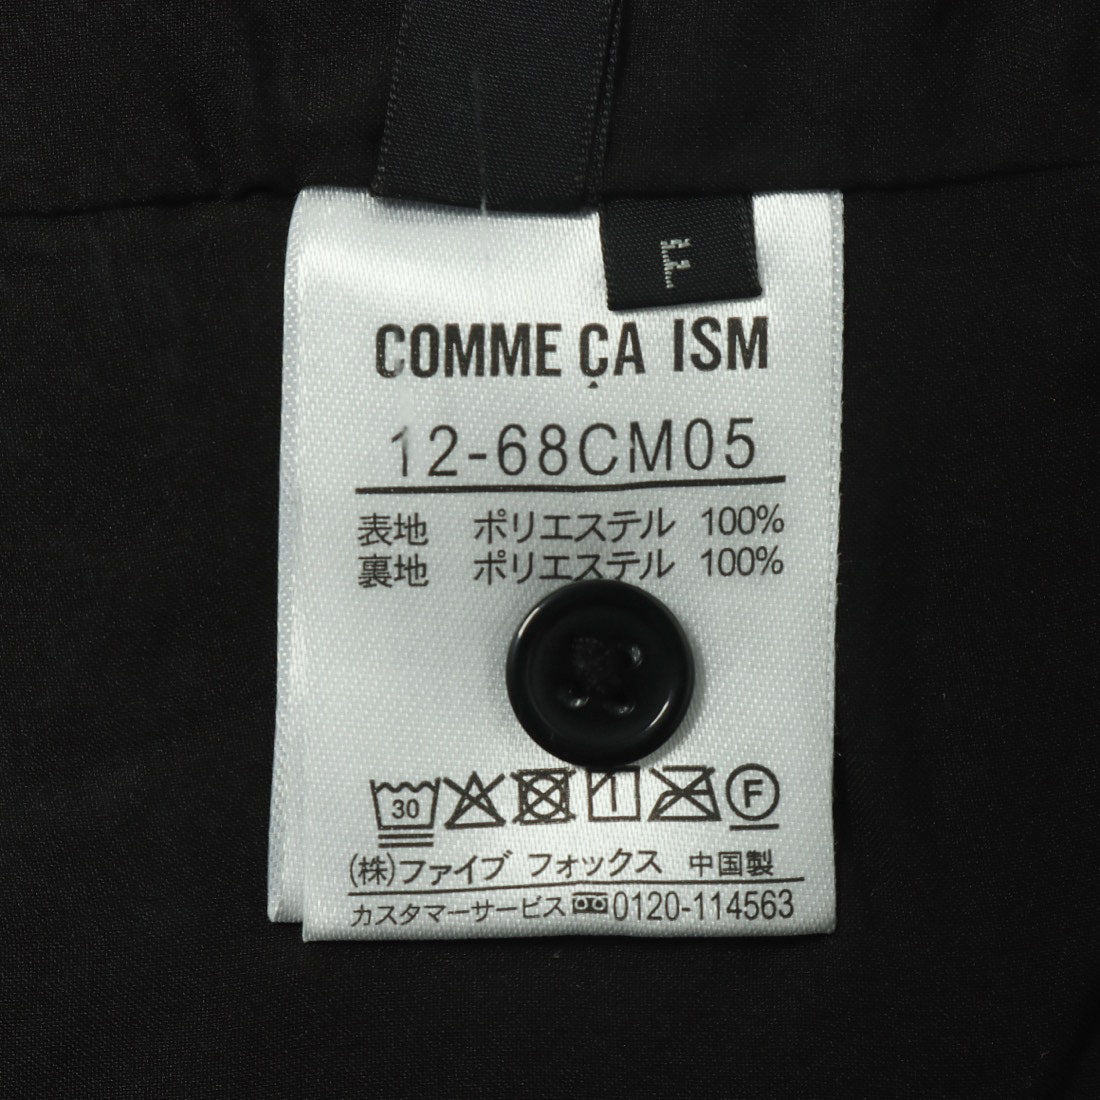 F
COMME ÇA ISM
12-68CM05
表地 ポリエステル 100%
裏地 ポリエステル 100%
30 F
(株)ファイブ フォックス 中国製
カスタマーサービス 0120-114563